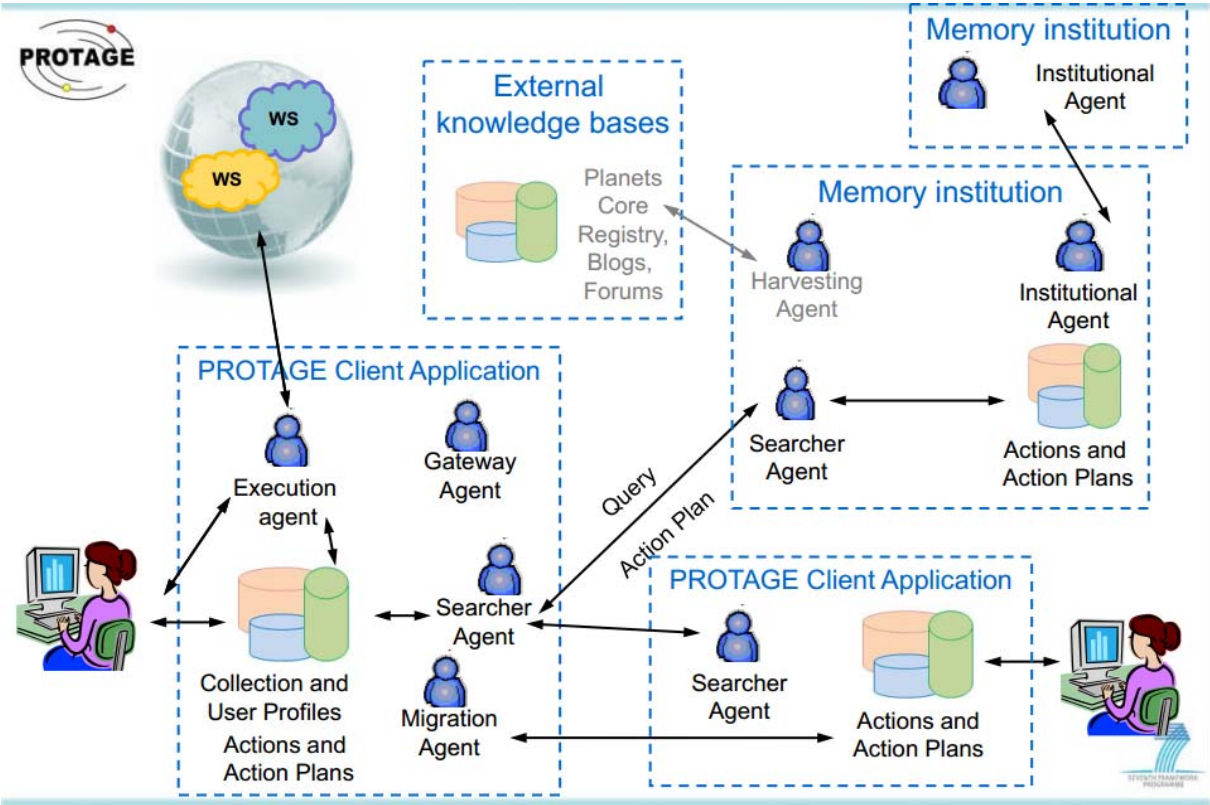 PROTAGE
WS
WS
External
knowledge bases
Planets
Core
Registry,
Blogs,
Forums
Memory institution
Institutional
Agent
Memory institution
Harvesting
Agent
Institutional
Agent
Searcher
Agent
Actions and
Action Plans
PROTAGE Client Application
Execution
agent
Gateway
Agent
Searcher
Agent
Collection and
User Profiles
Actions and
Action Plans
Migration
Agent
Query
Action Plan
PROTAGE Client Application
Searcher
Agent
Actions and
Action Plans
SEVENTH FRAMEWORK
PROGRAMME